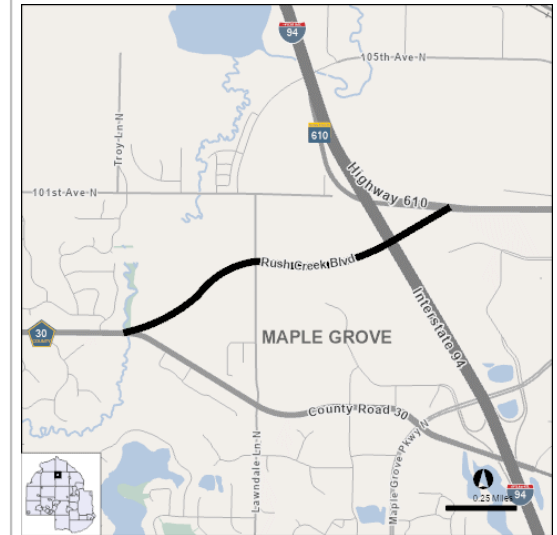 94
105th Ave N
610
Troy Ln N
Highway 610
101st Ave N
Rush Creek Blvd
Interstate 94
30
COUNTY
MAPLE GROVE
County Road 30
Lawndale Ln N
Maple Grove Pkwy N
0.25 Miles
94